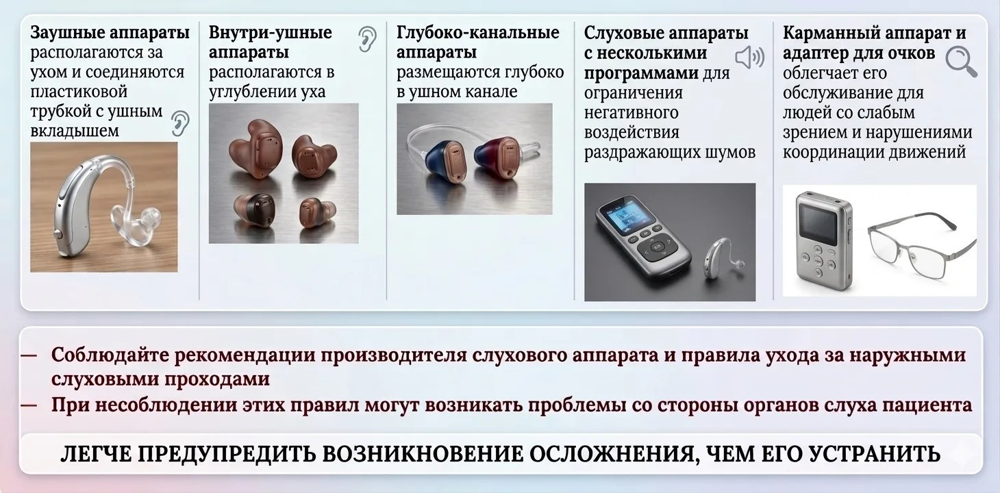 Заушные аппараты
располагаются за
ухом и соединяются
пластиковой
трубкой с ушным
вкладышем
Внутри-ушные
аппараты
располагаются в
углублении уха
Глубоко-канальные
аппараты
размещаются глубоко
в ушном канале
Слуховые аппараты
с несколькими
программами для
ограничения
негативного
воздействия
раздражающих шумов
Карманный аппарат и
адаптер для очков
облегчает его
обслуживание для
людей со слабым
зрением и нарушениями
координации движений
— Соблюдайте рекомендации производителя слухового аппарата и правила ухода за наружными
слуховыми проходами
— При несоблюдении этих правил могут возникать проблемы со стороны органов слуха пациента
ЛЕГЧЕ ПРЕДУПРЕДИТЬ ВОЗНИКНОВЕНИЕ ОСЛОЖНЕНИЯ, ЧЕМ ЕГО УСТРАНИТЬ